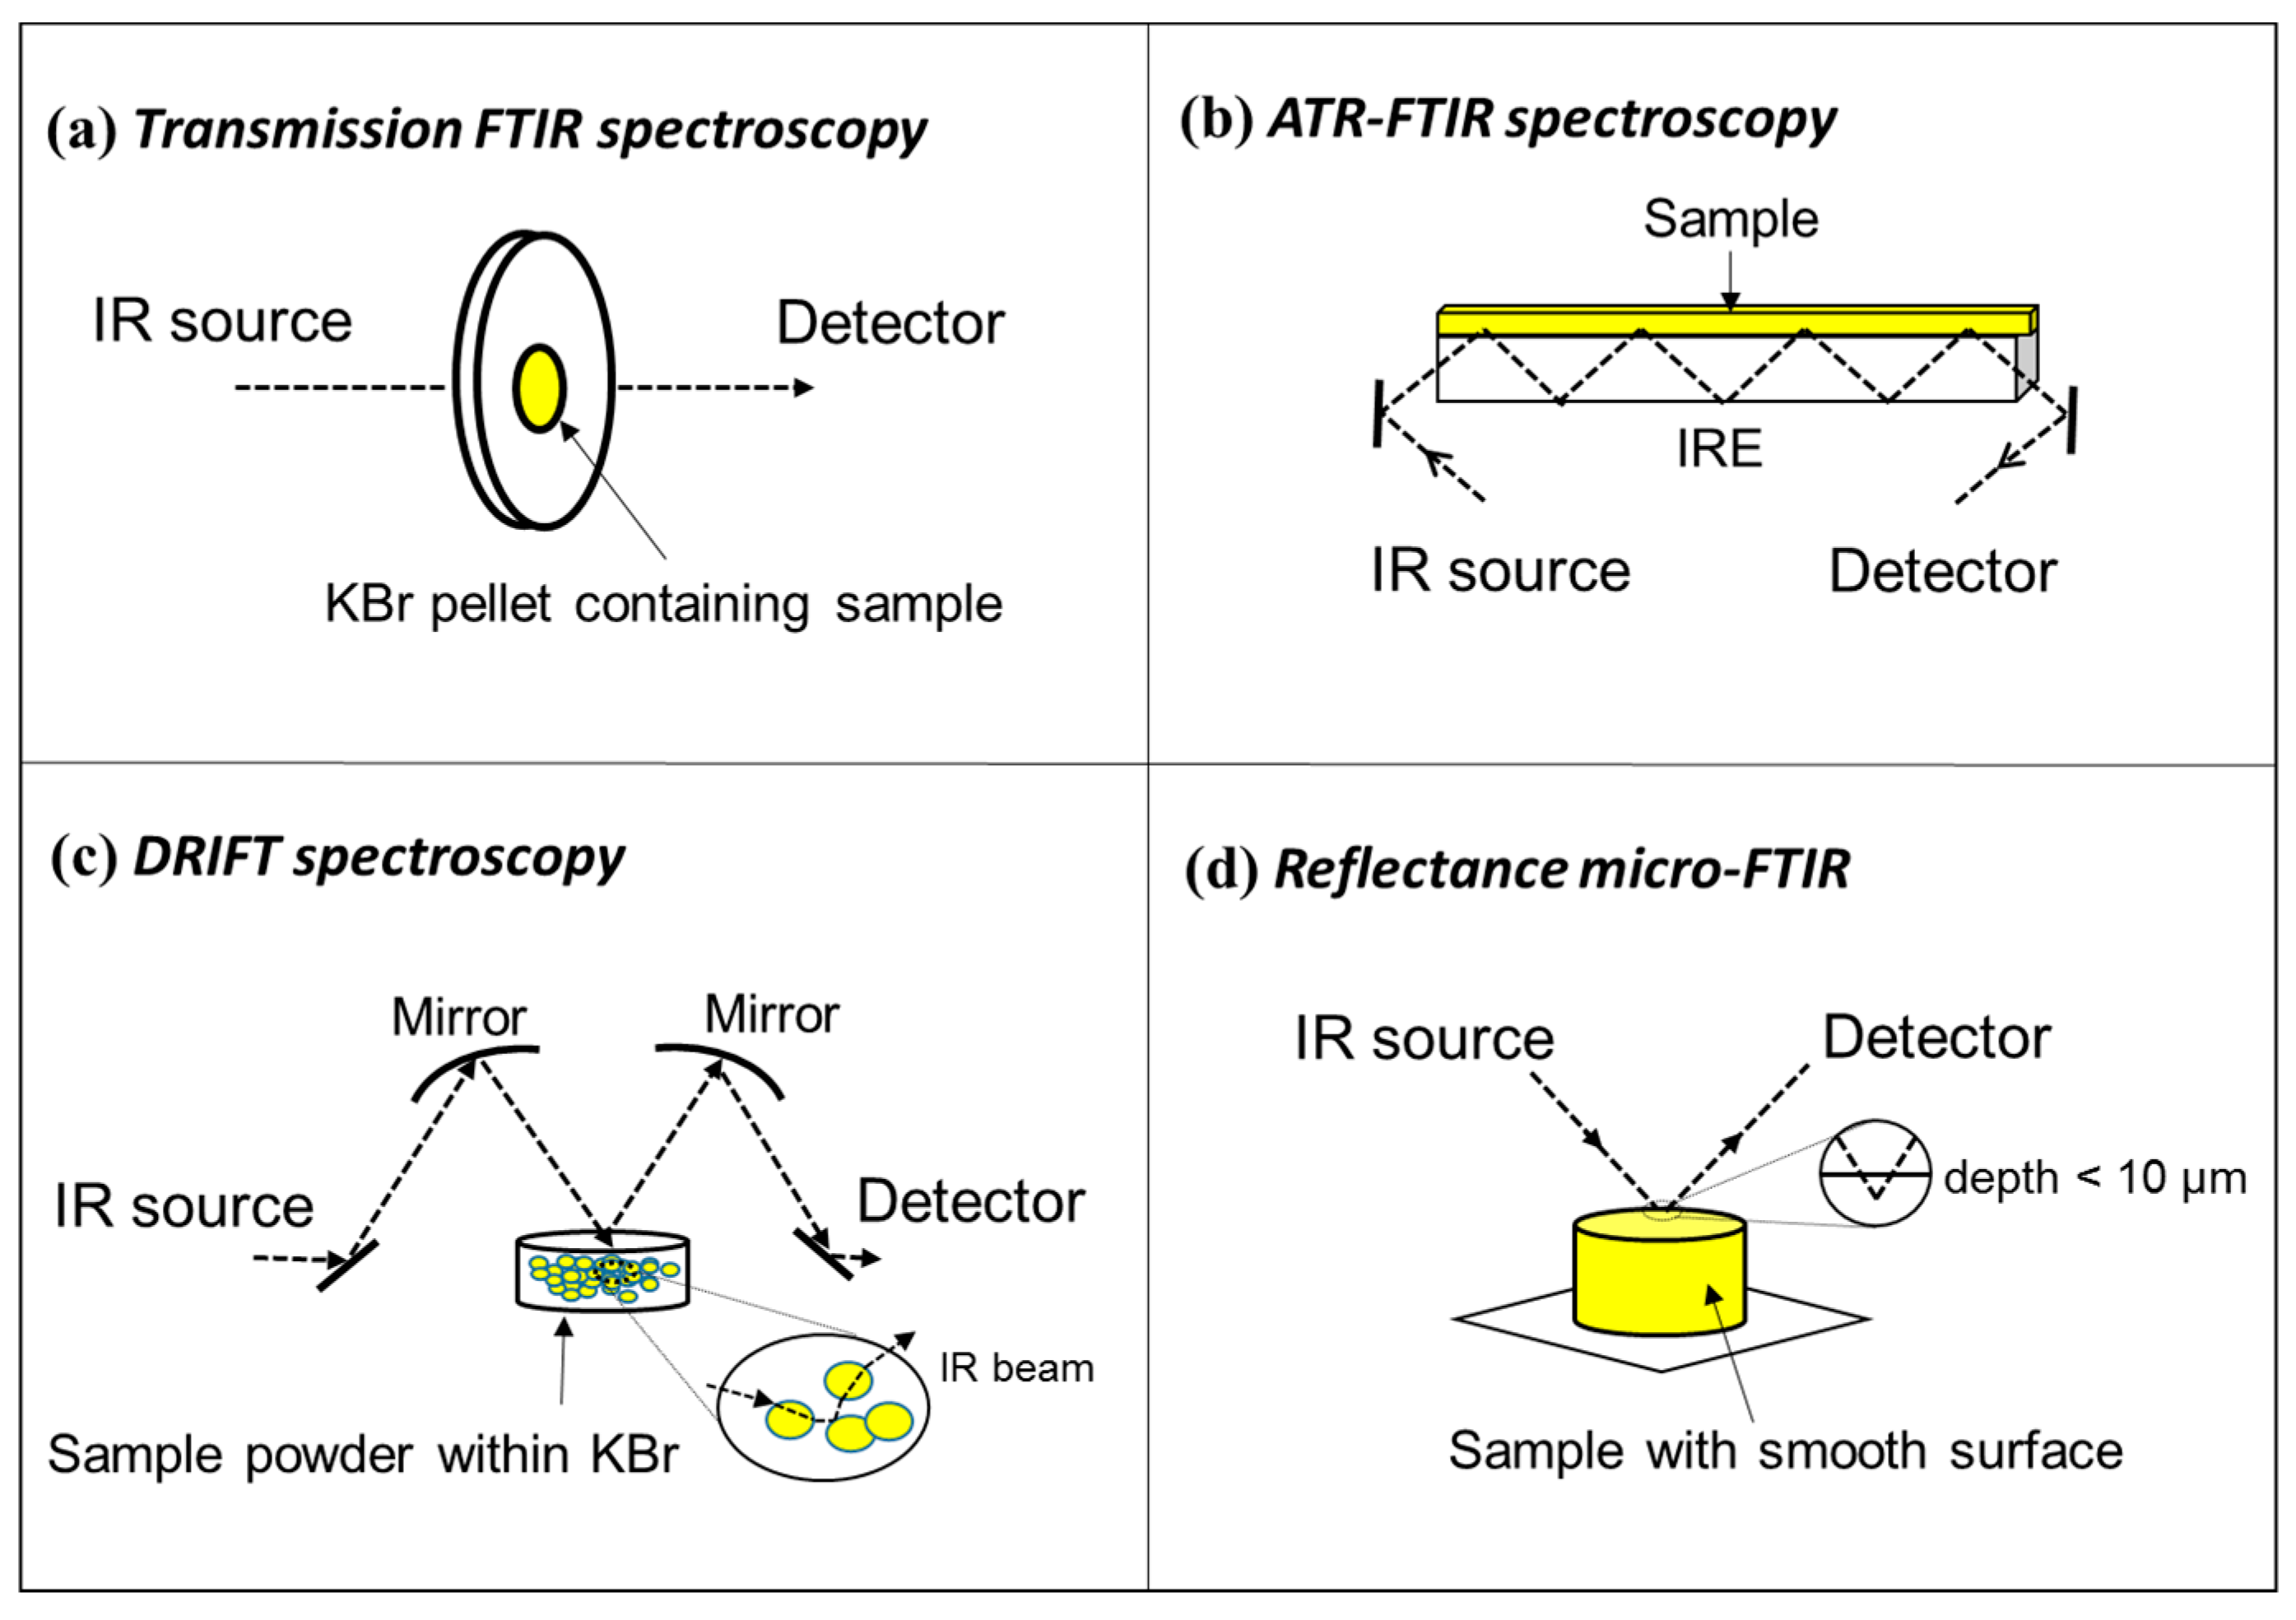 (a) Transmission FTIR spectroscopy
IR source
Detector
KBr pellet containing sample
(b) ATR-FTIR spectroscopy
Sample
IRE
IR source
Detector
(c) DRIFT spectroscopy
Mirror
Mirror
IR source
Detector
IR beam
Sample powder within KBr
(d) Reflectance micro-FTIR
IR source
Detector
depth < 10 μm
Sample with smooth surface